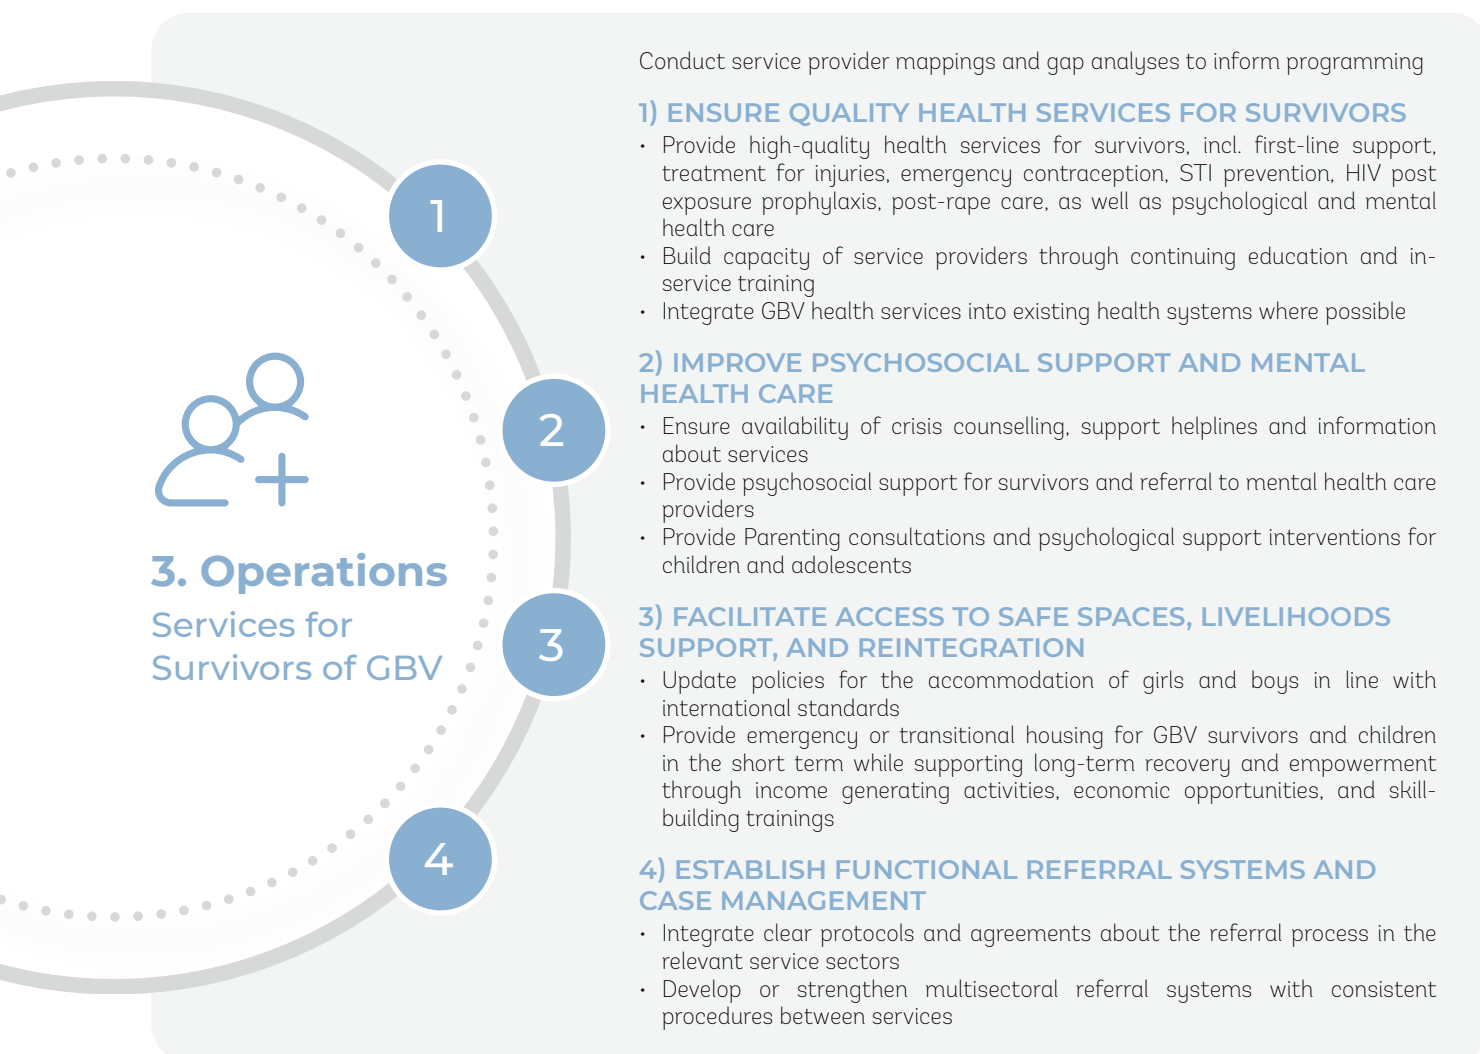 Conduct service provider mappings and gap analyses to inform programming
1) ENSURE QUALITY HEALTH SERVICES FOR SURVIVORS
• Provide high-quality health services for survivors, incl. first-line support,
treatment for injuries, emergency contraception, STI prevention, HIV post
exposure prophylaxis, post-rape care, as well as psychological and mental
health care
• Build capacity of service providers through continuing education and in-
service training
• Integrate GBV health services into existing health systems where possible
2) IMPROVE PSYCHOSOCIAL SUPPORT AND MENTAL
HEALTH CARE
• Ensure availability of crisis counselling, support helplines and information
about services
• Provide psychosocial support for survivors and referral to mental health care
providers
• Provide Parenting consultations and psychological support interventions for
children and adolescents
3) FACILITATE ACCESS TO SAFE SPACES, LIVELIHOODS
SUPPORT, AND REINTEGRATION
• Update policies for the accommodation of girls and boys in line with
international standards
• Provide emergency or transitional housing for GBV survivors and children
in the short term while supporting long-term recovery and empowerment
through income generating activities, economic opportunities, and skill-
building trainings
4) ESTABLISH FUNCTIONAL REFERRAL SYSTEMS AND
CASE MANAGEMENT
• Integrate clear protocols and agreements about the referral process in the
relevant service sectors
• Develop or strengthen multisectoral referral systems with consistent
procedures between services
1
2
3
4
3. Operations
Services for
Survivors of GBV